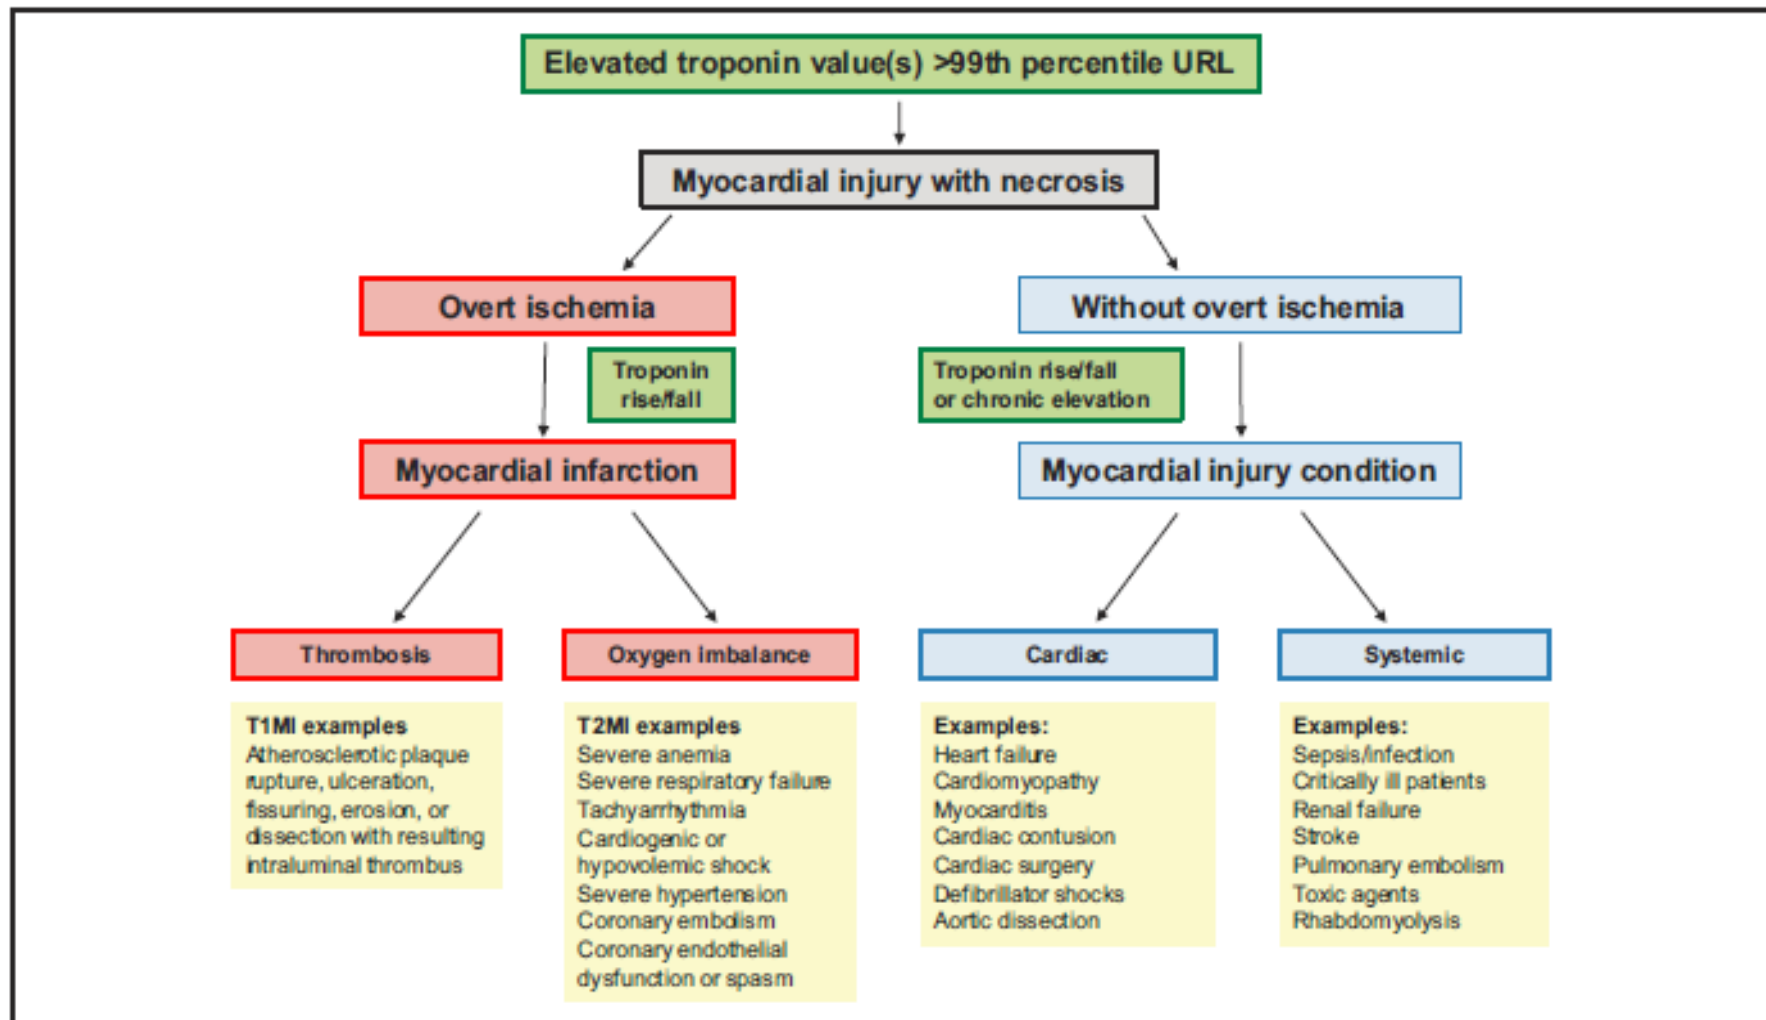 Elevated troponin value(s) >99th percentile URL
Myocardial injury with necrosis
Overt ischemia
Without overt ischemia
Troponin
rise/fall
Troponin rise/fall
or chronic elevation
Myocardial infarction
Myocardial injury condition
Thrombosis
Oxygen imbalance
Cardiac
Systemic
T1MI examples
Atherosclerotic plaque
rupture, ulceration,
fissuring, erosion, or
dissection with resulting
intraluminal thrombus
T2MI examples
Severe anemia
Severe respiratory failure
Tachyarrhythmia
Cardiogenic or
hypovolemic shock
Severe hypertension
Coronary embolism
Coronary endothelial
dysfunction or spasm
Examples:
Heart failure
Cardiomyopathy
Myocarditis
Cardiac contusion
Cardiac surgery
Defibrillator shocks
Aortic dissection
Examples:
Sepsis/infection
Critically ill patients
Renal failure
Stroke
Pulmonary embolism
Toxic agents
Rhabdomyolysis